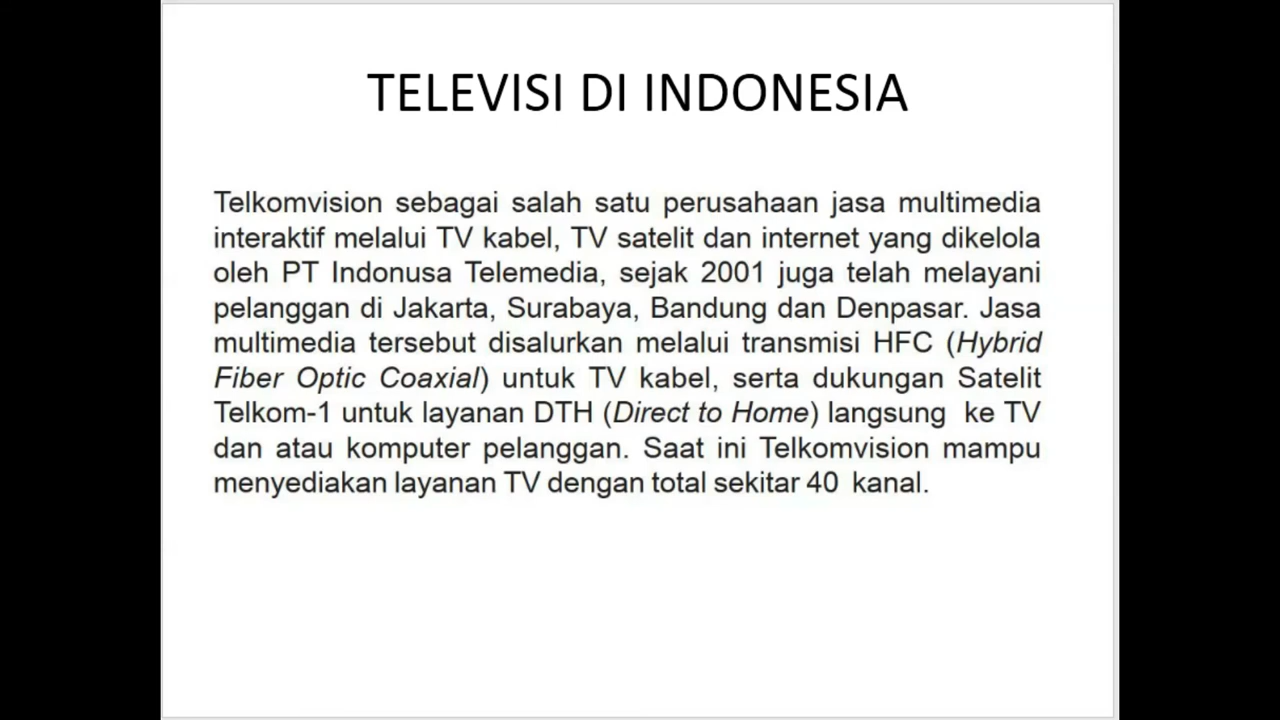 TELEVISI DI INDONESIA
Telkomvision sebagai salah satu perusahaan jasa multimedia
interaktif melalui TV kabel, TV satelit dan internet yang dikelola
oleh PT Indonusa Telemedia, sejak 2001 juga telah melayani
pelanggan di Jakarta, Surabaya, Bandung dan Denpasar. Jasa
multimedia tersebut disalurkan melalui transmisi HFC (Hybrid
Fiber Optic Coaxial) untuk TV kabel, serta dukungan Satelit
Telkom-1 untuk layanan DTH (Direct to Home) langsung ke TV
dan atau komputer pelanggan. Saat ini Telkomvision mampu
menyediakan layanan TV dengan total sekitar 40 kanal.